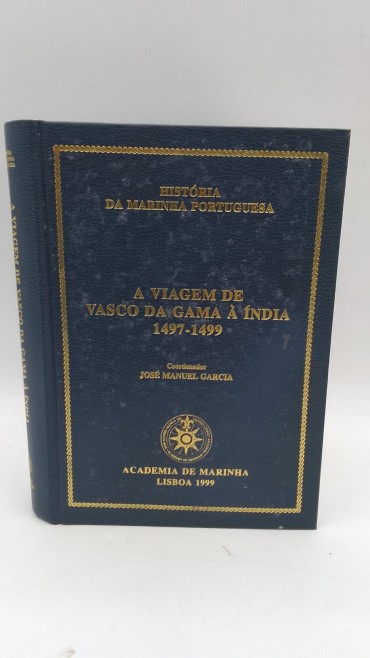 HISTÓRIA
DA MARINHA PORTUGUESA
A VIAGEM DE
VASCO DA GAMA À ÍNDIA
1497-1499
Coordenador
JOSÉ MANUEL GARCIA
ACADEMIA DE MARINHA
LISBOA 1999
A VIAGEM DE VASCO DA GAMA À ÍNDIA